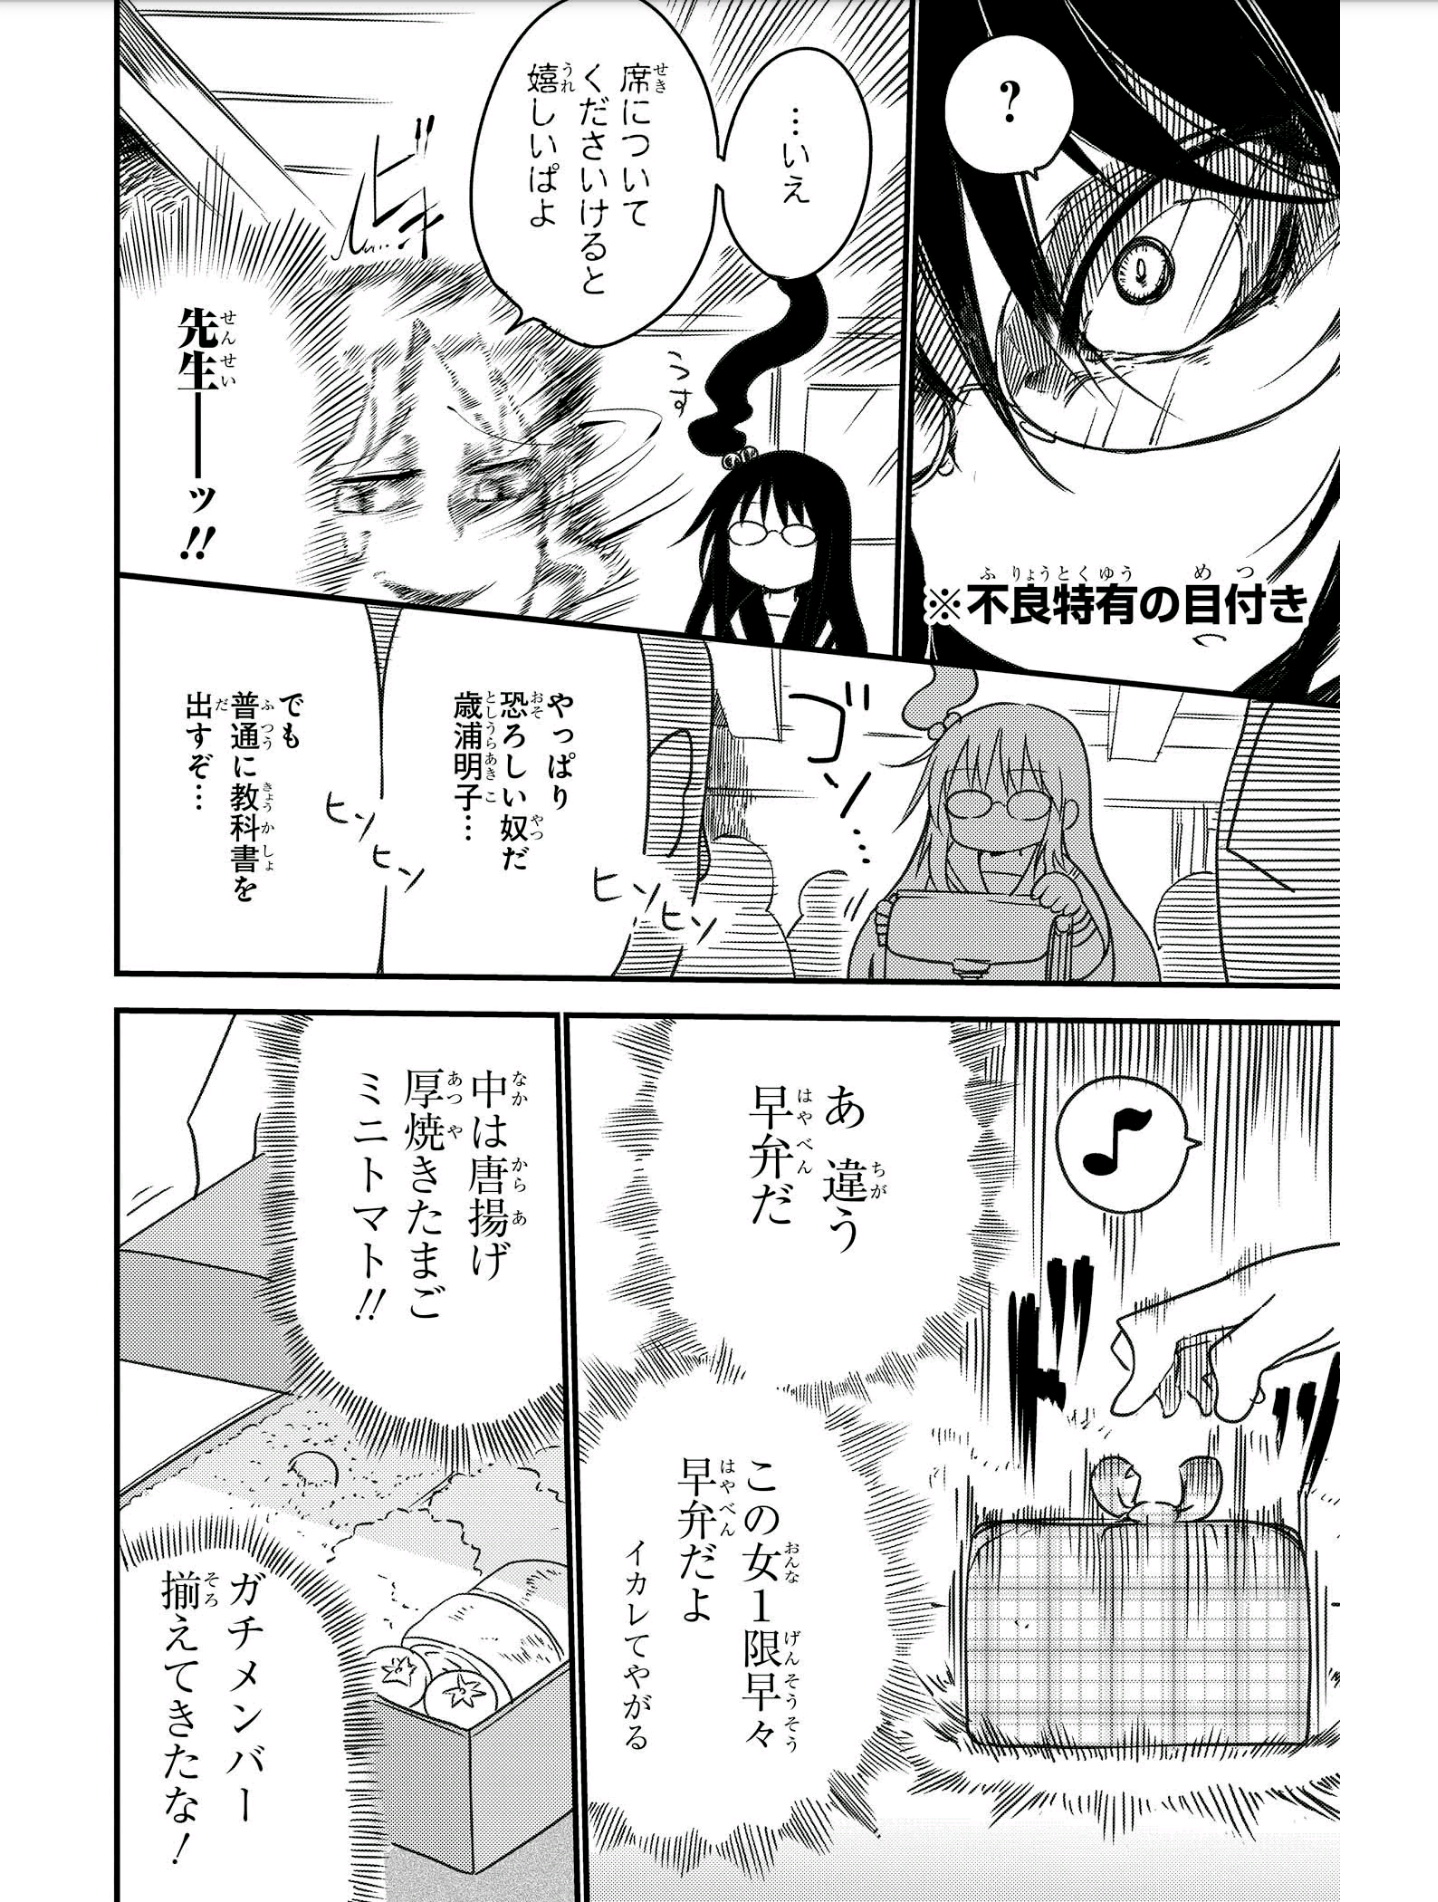 ？
※不良特有の目付き
…いえ
席について
くださいけると
嬉しいぱよ
うす
ビキ…
先生――ッ!!
ゴソ…
やっぱり
恐ろしい奴だ
歳浦明子…
ヒソ
ヒソ
でも
普通に教科書を
出すぞ…
ヒソ
ヒソ
♪
あ 違う
早弁だ
この女１限早々
早弁だよ
イカレてやがる
中は唐揚げ
厚焼きたまご
ミニトマト!!
ガチメンバー
揃えてきたな！